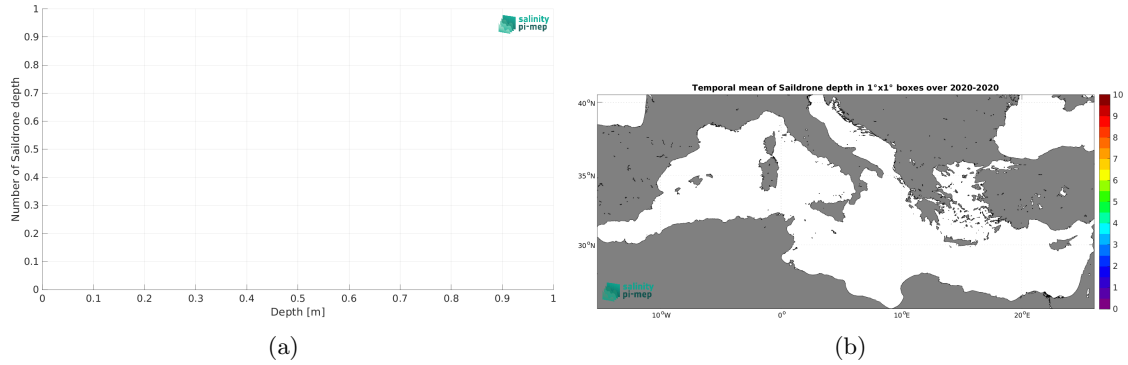 1
0.9
0.8
0.7
0.6
0.5
0.4
0.3
0.2
0.1
0
Number of Saildrone depth
0 0.1 0.2 0.3 0.4 0.5 0.6 0.7 0.8 0.9 1
Depth [m]
salinity
pi-mep
(a)
Temporal mean of Saildrone depth in 1°x1° boxes over 2020-2020
40°N
35°N
30°N
10°W 0° 10°E 20°E
salinity
pi-mep
10
9
8
7
6
5
4
3
2
1
0
(b)